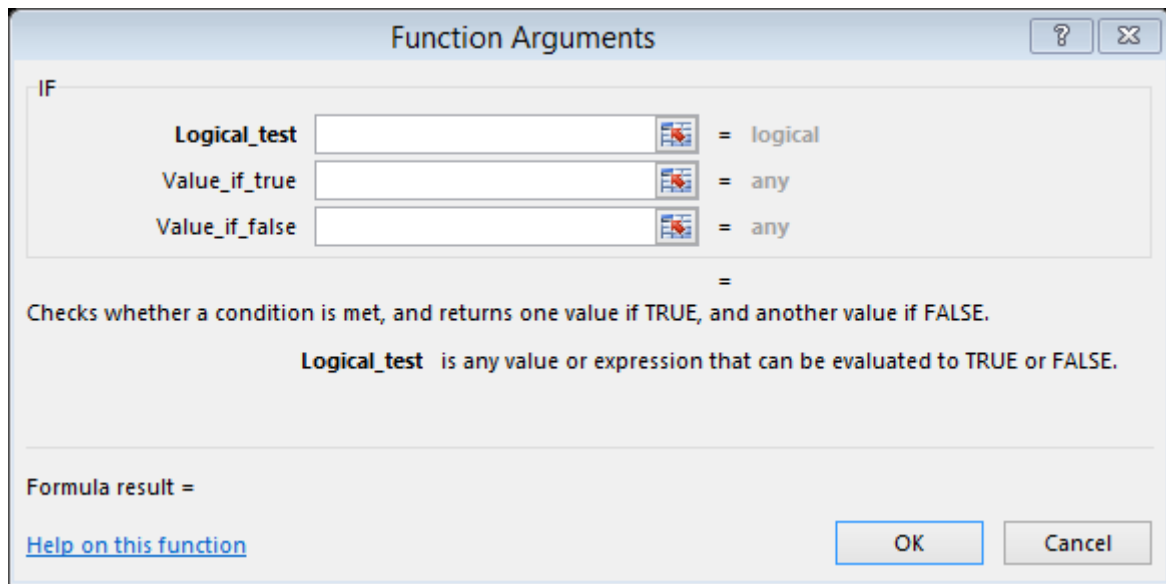 Function Arguments ?
IF
Logical_test = logical
Value_if_true = any
Value_if_false = any
=
Checks whether a condition is met, and returns one value if TRUE, and another value if FALSE.
Logical_test is any value or expression that can be evaluated to TRUE or FALSE.
Formula result =
Help on this function OK Cancel